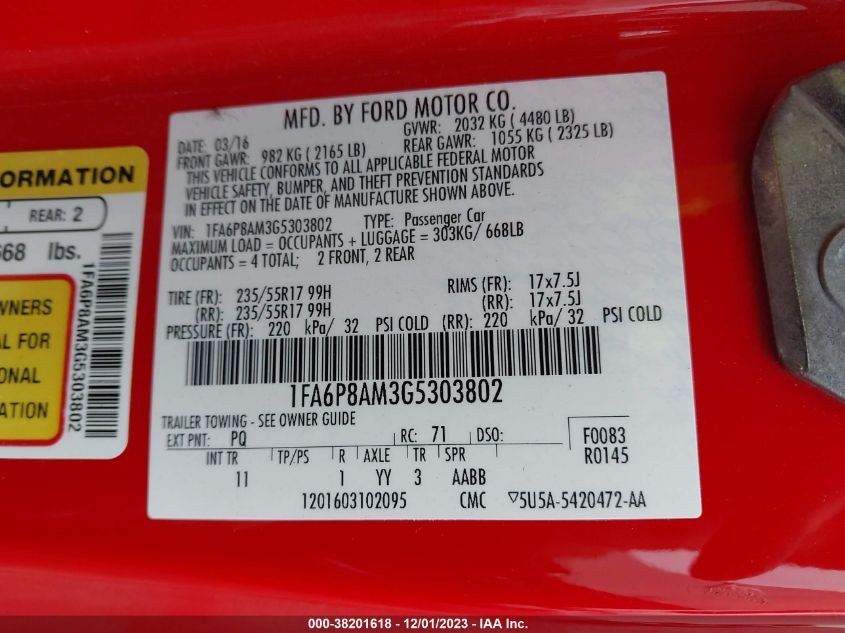 MFD. BY FORD MOTOR CO.
DATE: 03/16 GVWR: 2032 KG ( 4480 LB)
FRONT GAWR: 982 KG ( 2165 LB) REAR GAWR: 1055 KG ( 2325 LB)
THIS VEHICLE CONFORMS TO ALL APPLICABLE FEDERAL MOTOR
VEHICLE SAFETY, BUMPER, AND THEFT PREVENTION STANDARDS
IN EFFECT ON THE DATE OF MANUFACTURE SHOWN ABOVE.
VIN: 1FA6P8AM3G5303802 TYPE: Passenger Car
MAXIMUM LOAD = OCCUPANTS + LUGGAGE = 303KG/ 668LB
OCCUPANTS = 4 TOTAL; 2 FRONT, 2 REAR
TIRE (FR): 235/55R17 99H RIMS (FR): 17x7.5J
(RR): 235/55R17 99H (RR): 17x7.5J
PRESSURE (FR): 220 kPa/ 32 PSI COLD (RR): 220 kPa/ 32 PSI COLD
1FA6P8AM3G5303802
TRAILER TOWING - SEE OWNER GUIDE
EXT PNT: PQ RC: 71 DSO: F0083
INT TR TP/PS R AXLE TR SPR R0145
11 1 YY 3 AABB
1201603102095 CMC ▽5U5A-5420472-AA
ORMATION
REAR: 2
668 lbs.
WNERS
AL FOR
ONAL
ATION
1FA6P8AM3G5303802
000-38201618 - 12/01/2023 - IAA Inc.